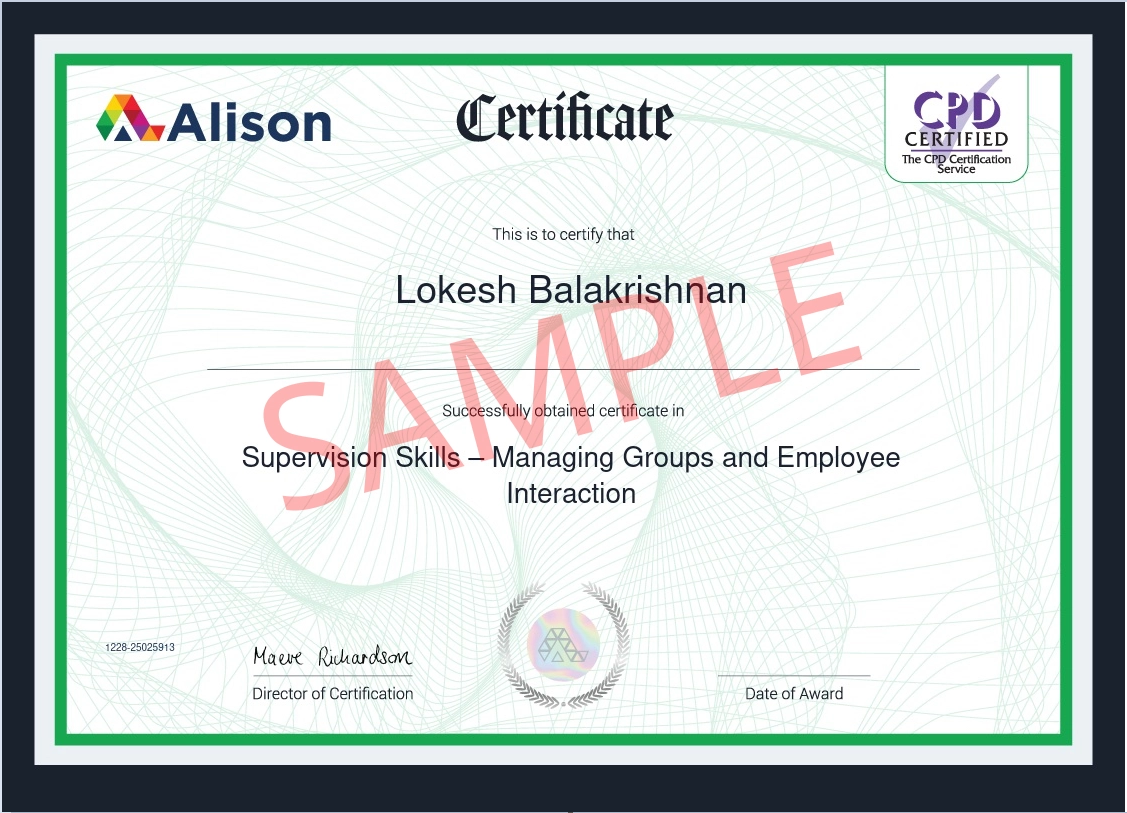 Alison
Certificate
CPD
CERTIFIED
The CPD Certification
Service
This is to certify that
Lokesh Balakrishnan
SAMPLE
Successfully obtained certificate in
Supervision Skills – Managing Groups and Employee
Interaction
1228-25025913
Maeve Richardson
Director of Certification
Date of Award